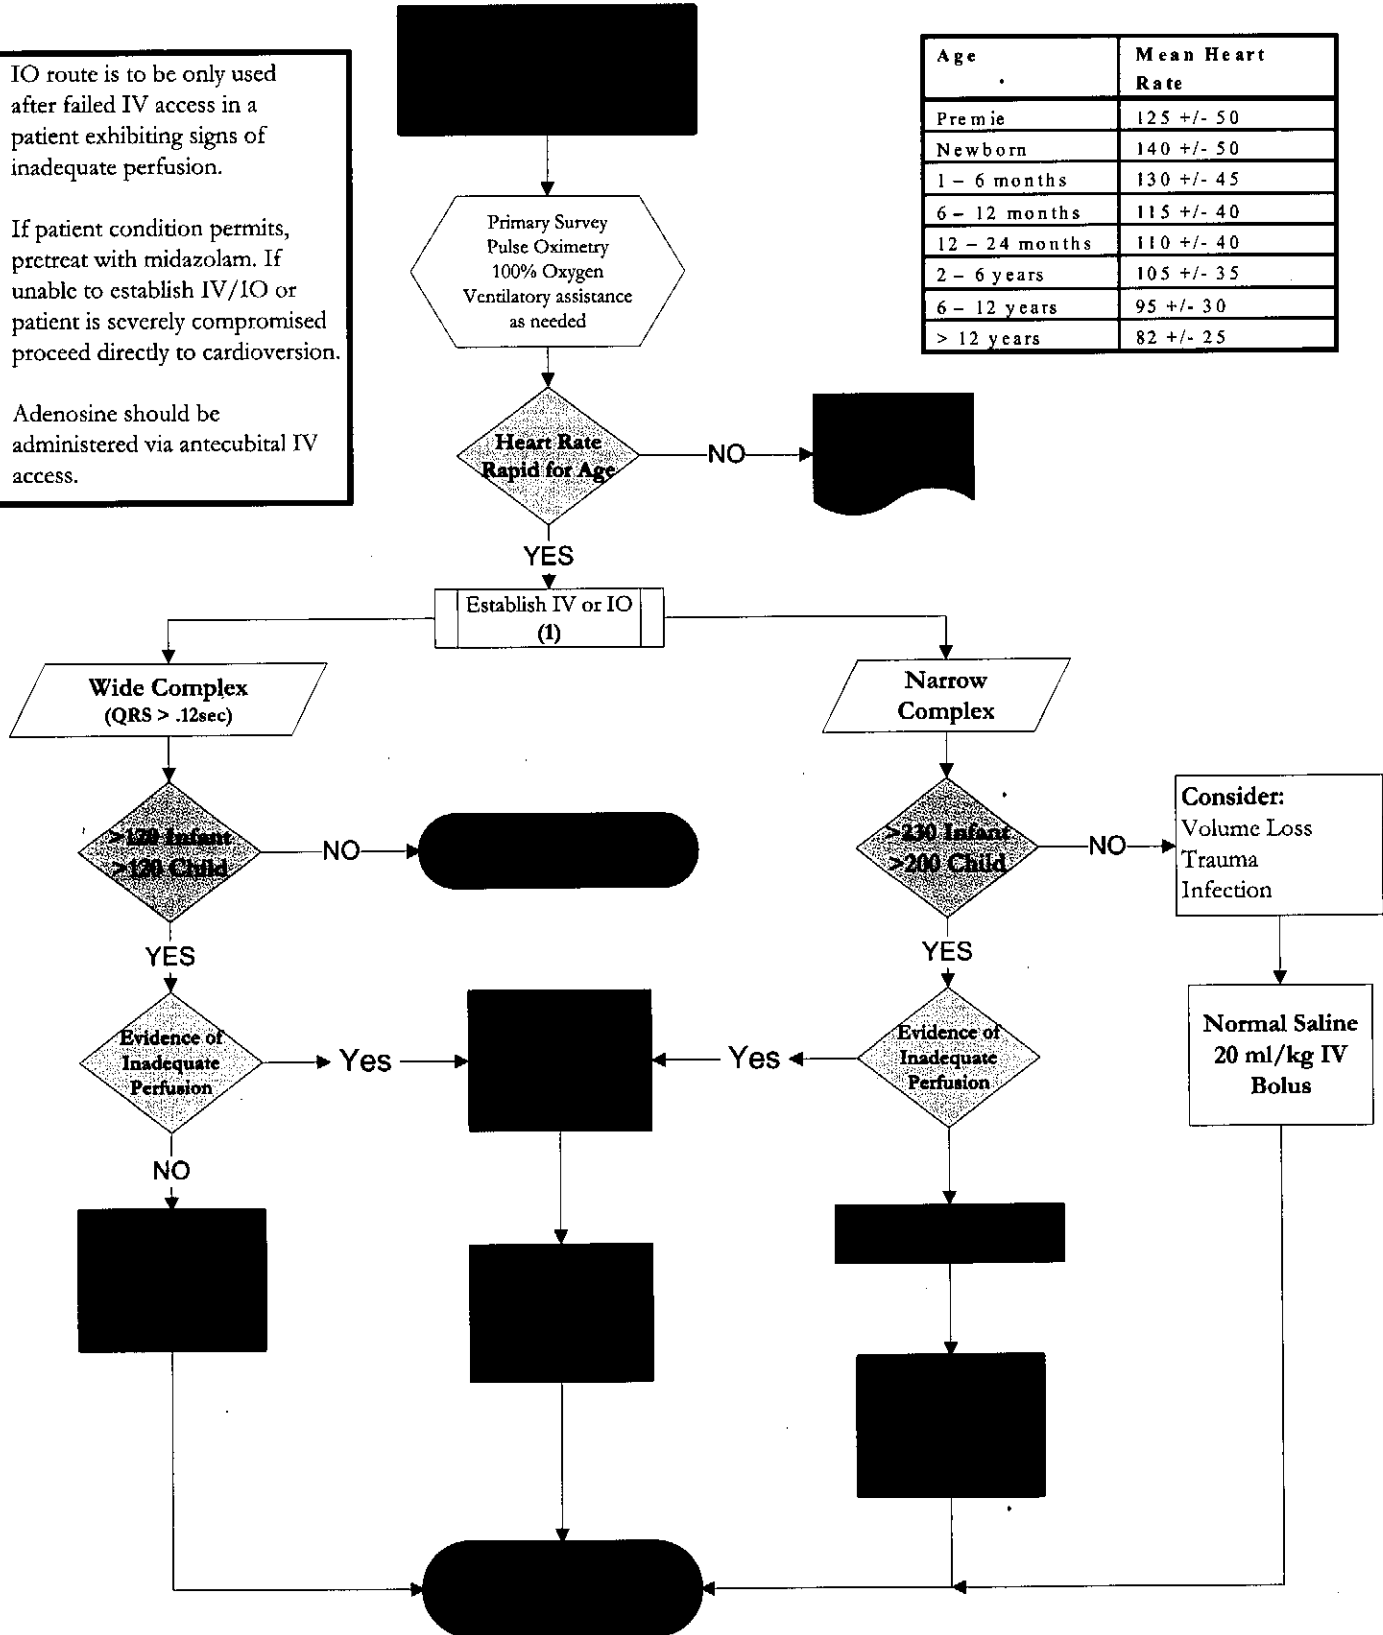 IO route is to be only used
after failed IV access in a
patient exhibiting signs of
inadequate perfusion.
If patient condition permits,
pretreat with midazolam. If
unable to establish IV/IO or
patient is severely compromised
proceed directly to cardioversion.
Adenosine should be
administered via antecubital IV
access.
Age Mean Heart
Rate
Premie 125 +/- 50
Newborn 140 +/- 50
1 – 6 months 130 +/- 45
6 – 12 months 115 +/- 40
12 – 24 months 110 +/- 40
2 – 6 years 105 +/- 35
6 – 12 years 95 +/- 30
> 12 years 82 +/- 25
Primary Survey
Pulse Oximetry
100% Oxygen
Ventilatory assistance
as needed
Heart Rate
Rapid for Age
NO
YES
Establish IV or IO
(1)
Wide Complex
(QRS > .12sec)
Narrow
Complex
>120 Infant
>120 Child
NO
>230 Infant
>200 Child
NO
Consider:
Volume Loss
Trauma
Infection
YES
YES
Evidence of
Inadequate
Perfusion
Yes
Yes
Evidence of
Inadequate
Perfusion
Normal Saline
20 ml/kg IV
Bolus
NO